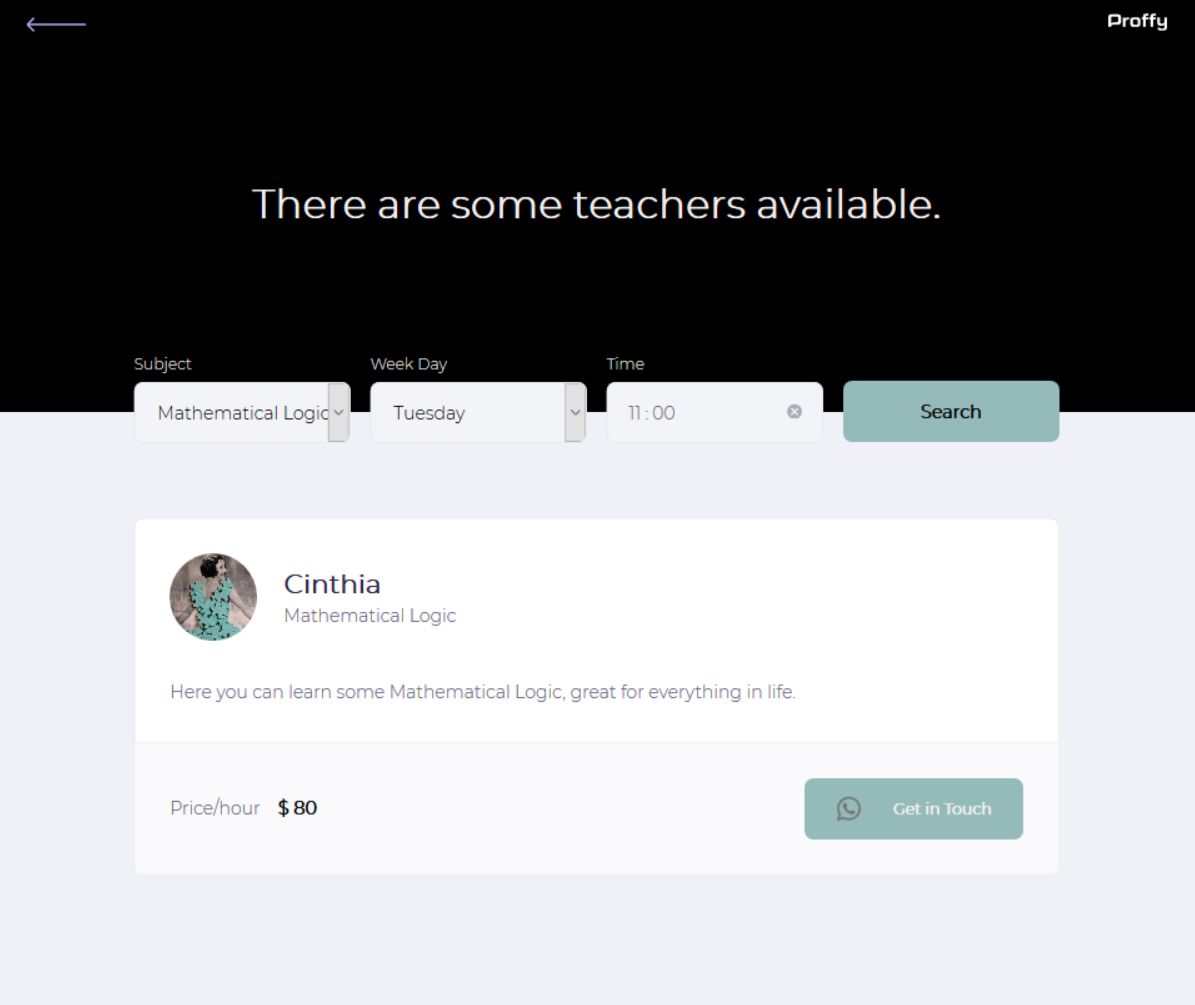 Proffy
There are some teachers available.
Subject
Week Day
Time
Mathematical Logic
Tuesday
11:00
Search
Cinthia
Mathematical Logic
Here you can learn some Mathematical Logic, great for everything in life.
Price/hour $ 80
Get in Touch